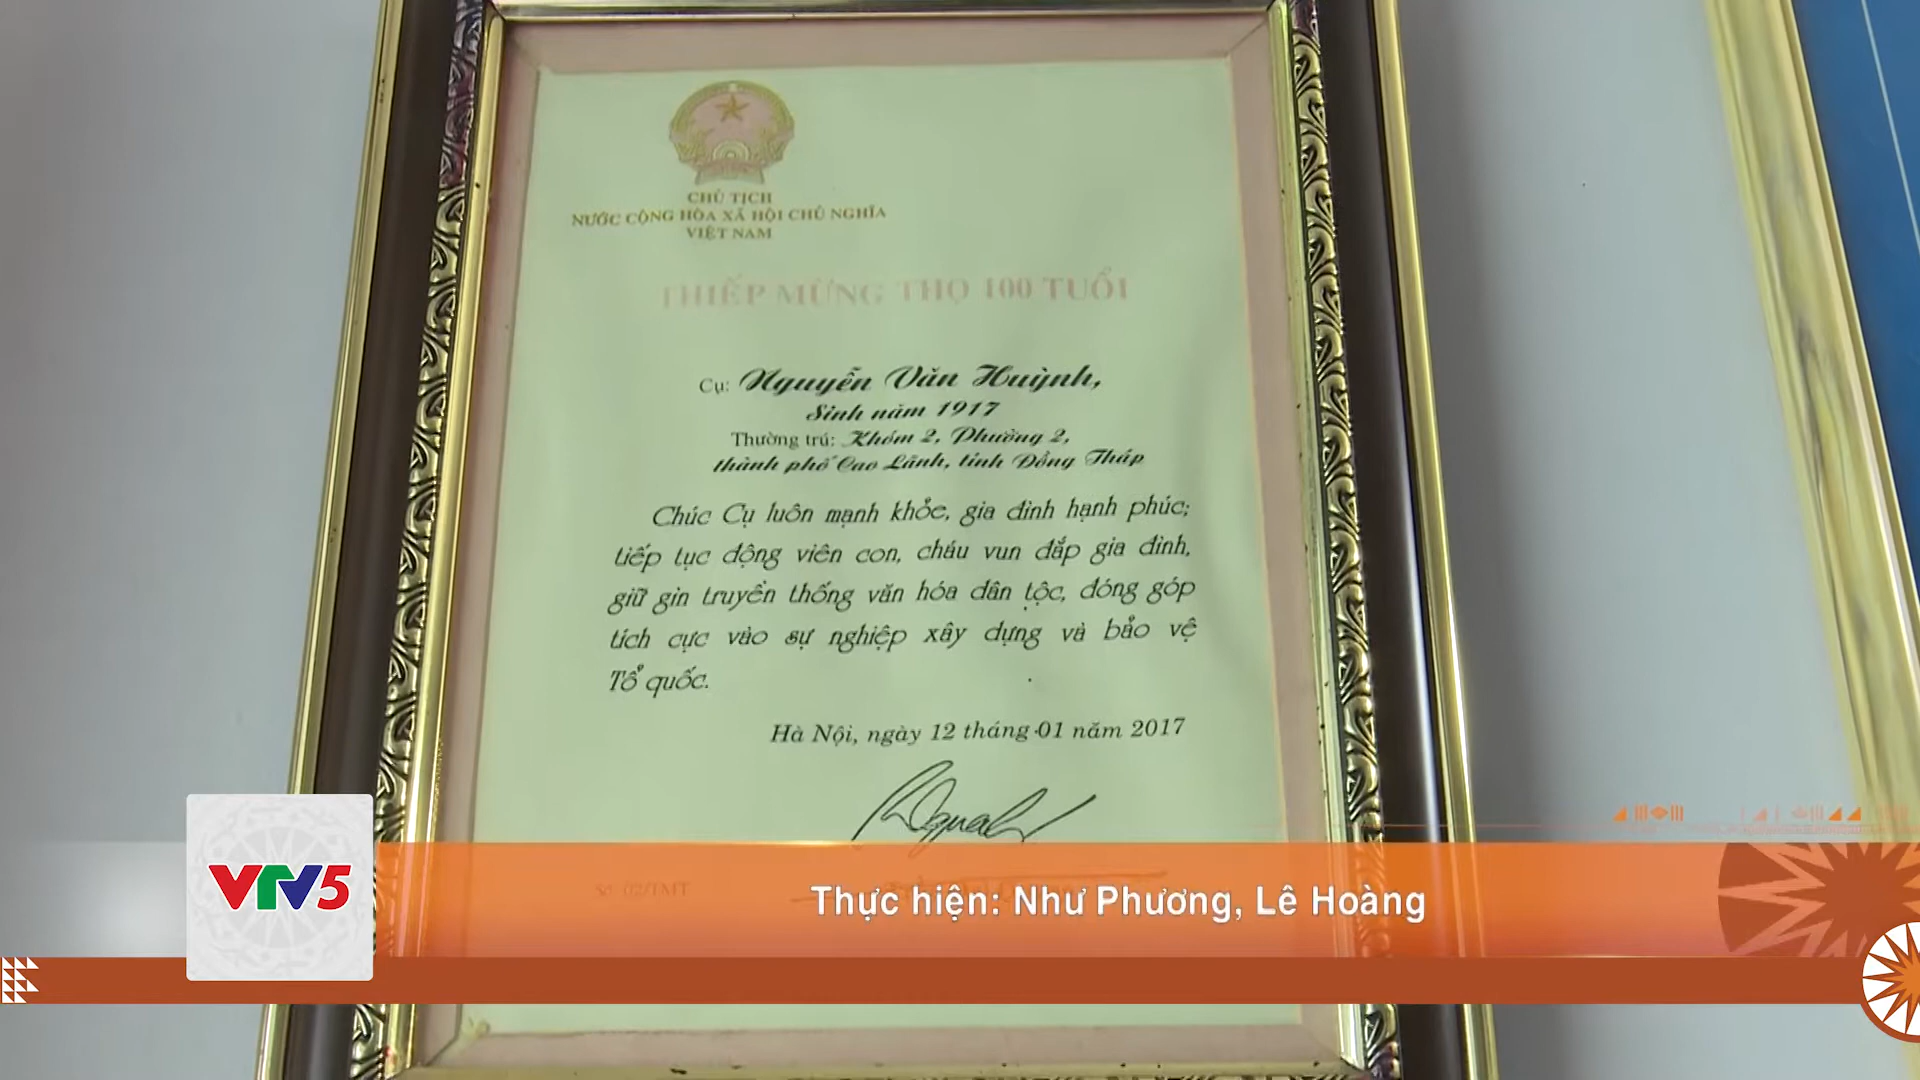 CHỦ TỊCH
NƯỚC CỘNG HÒA XÃ HỘI CHỦ NGHĨA
VIỆT NAM
THIẾP MỪNG THỌ 100 TUỔI
Cụ: Nguyễn Văn Huỳnh,
Sinh năm 1917
Thường trú: Khóm 2, Phường 2,
thành phố Cao Lãnh, tỉnh Đồng Tháp
Chúc Cụ luôn mạnh khỏe, gia đình hạnh phúc;
tiếp tục động viên con, cháu vun đắp gia đình,
giữ gìn truyền thống văn hóa dân tộc, đóng góp
tích cực vào sự nghiệp xây dựng và bảo vệ
Tổ quốc.
Hà Nội, ngày 12 tháng 01 năm 2017
VTV5
Thực hiện: Như Phương, Lê Hoàng